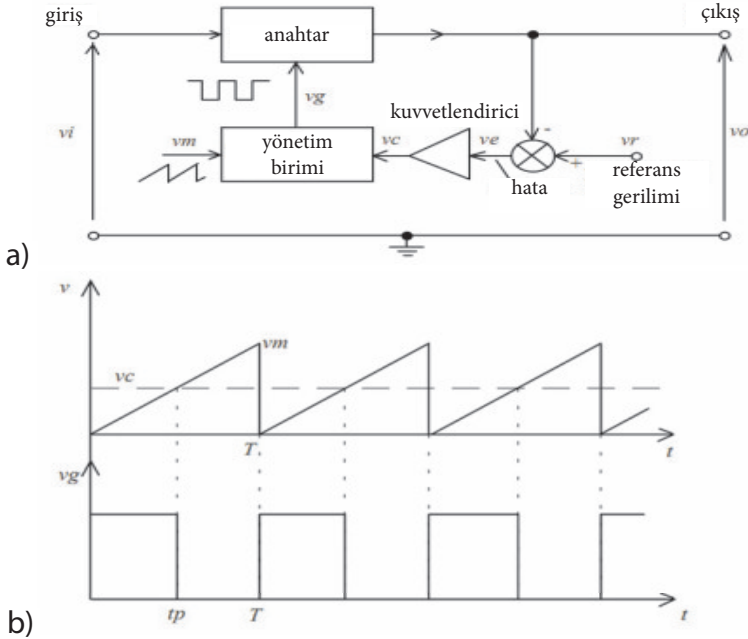 giriş
çıkış
anahtar
vg
kuvvetlendirici
vi
vm
yönetim
birimi
vc
ve
-
+
vr
vo
hata
referans
gerilimi
a)
v
vm
vc
T
t
vg
tp
T
t
b)